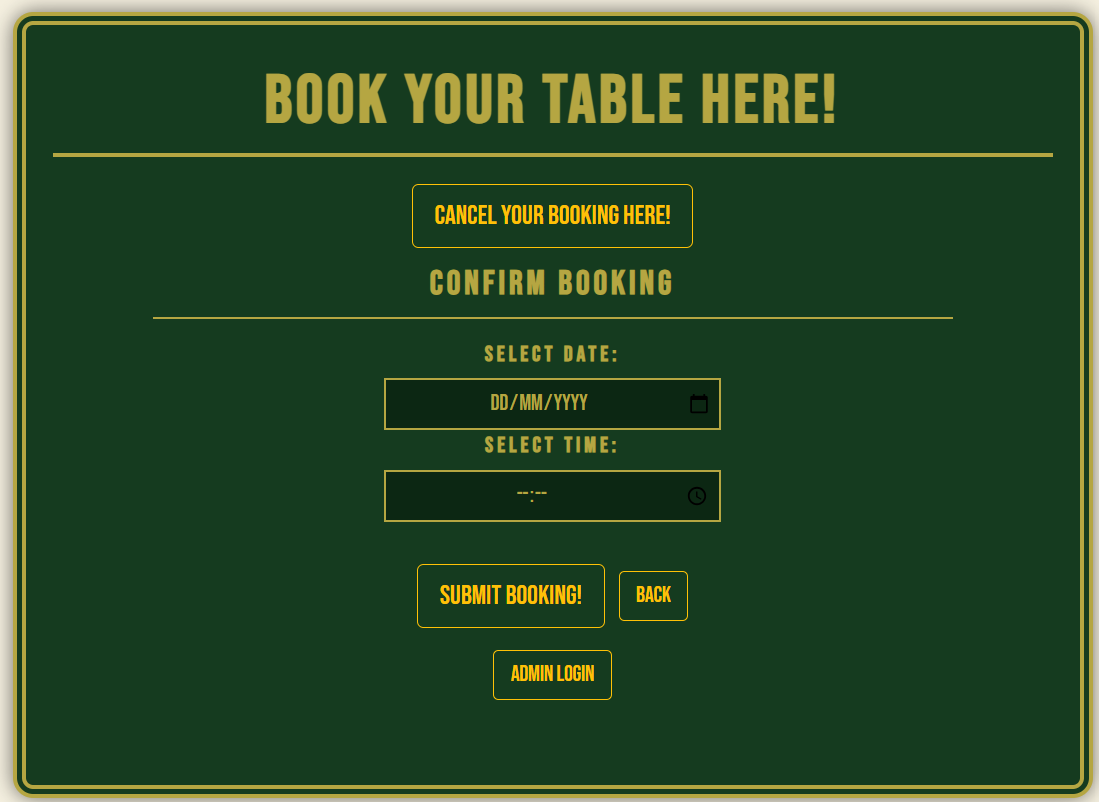 BOOK YOUR TABLE HERE!
CANCEL YOUR BOOKING HERE!
CONFIRM BOOKING
SELECT DATE:
DD/MM/YYYY
SELECT TIME:
--:--
SUBMIT BOOKING! BACK
ADMIN LOGIN